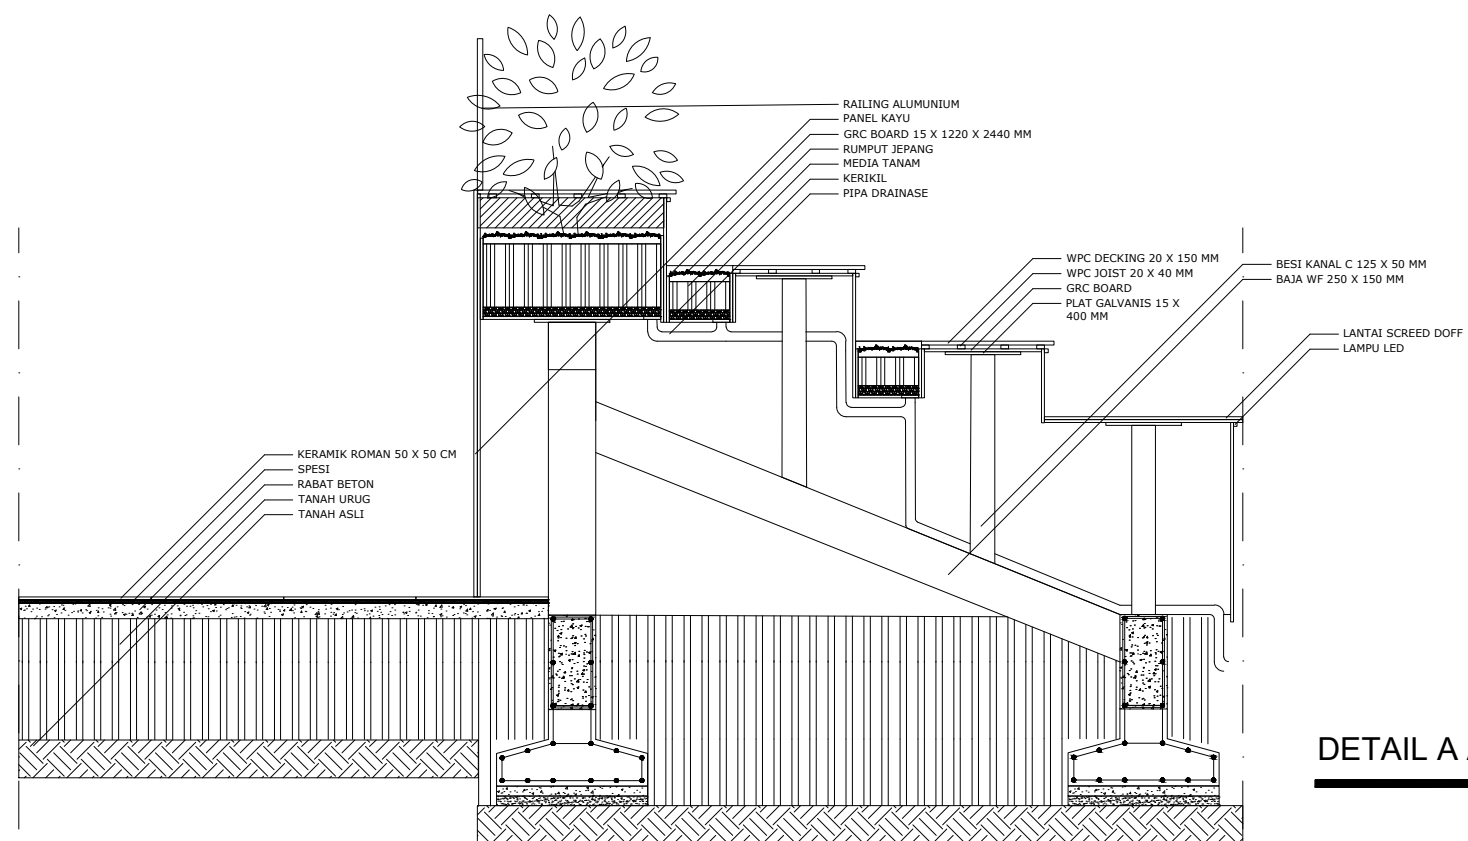 RAILING ALUMUNIUM
PANEL KAYU
GRC BOARD 15 X 1220 X 2440 MM
RUMPUT JEPANG
MEDIA TANAM
KERIKIL
PIPA DRAINASE
WPC DECKING 20 X 150 MM
WPC JOIST 20 X 40 MM
GRC BOARD
PLAT GALVANIS 15 X
400 MM
BESI KANAL C 125 X 50 MM
BAJA WF 250 X 150 MM
LANTAI SCREED DOFF
LAMPU LED
KERAMIK ROMAN 50 X 50 CM
SPESI
RABAT BETON
TANAH URUG
TANAH ASLI
DETAIL A